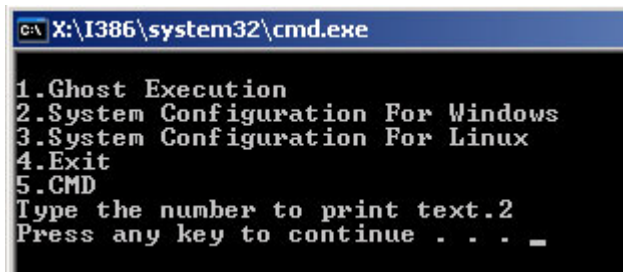 X:\I386\system32\cmd.exe
1.Ghost Execution
2.System Configuration For Windows
3.System Configuration For Linux
4.Exit
5.CMD
Type the number to print text.2
Press any key to continue . . . _